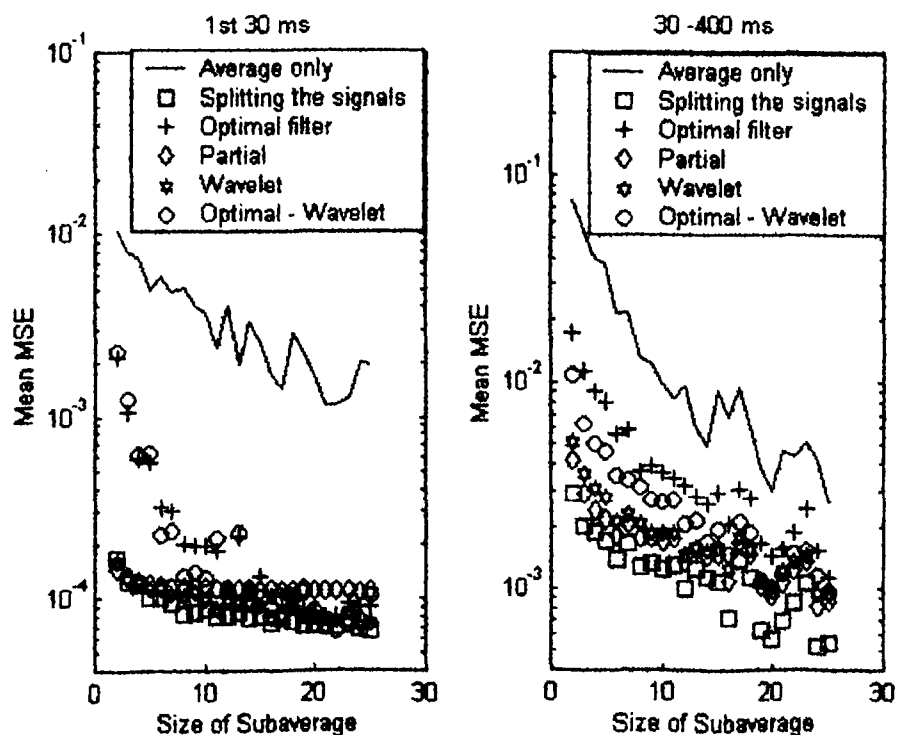 1st 30 ms
10^-1
10^-2
10^-3
10^-4
Mean MSE
Average only
Splitting the signals
Optimal filter
Partial
Wavelet
Optimal - Wavelet
0 10 20 30
Size of Subaverage
30 -400 ms
10^-1
10^-2
10^-3
Mean MSE
Average only
Splitting the signals
Optimal filter
Partial
Wavelet
Optimal - Wavelet
0 10 20 30
Size of Subaverage